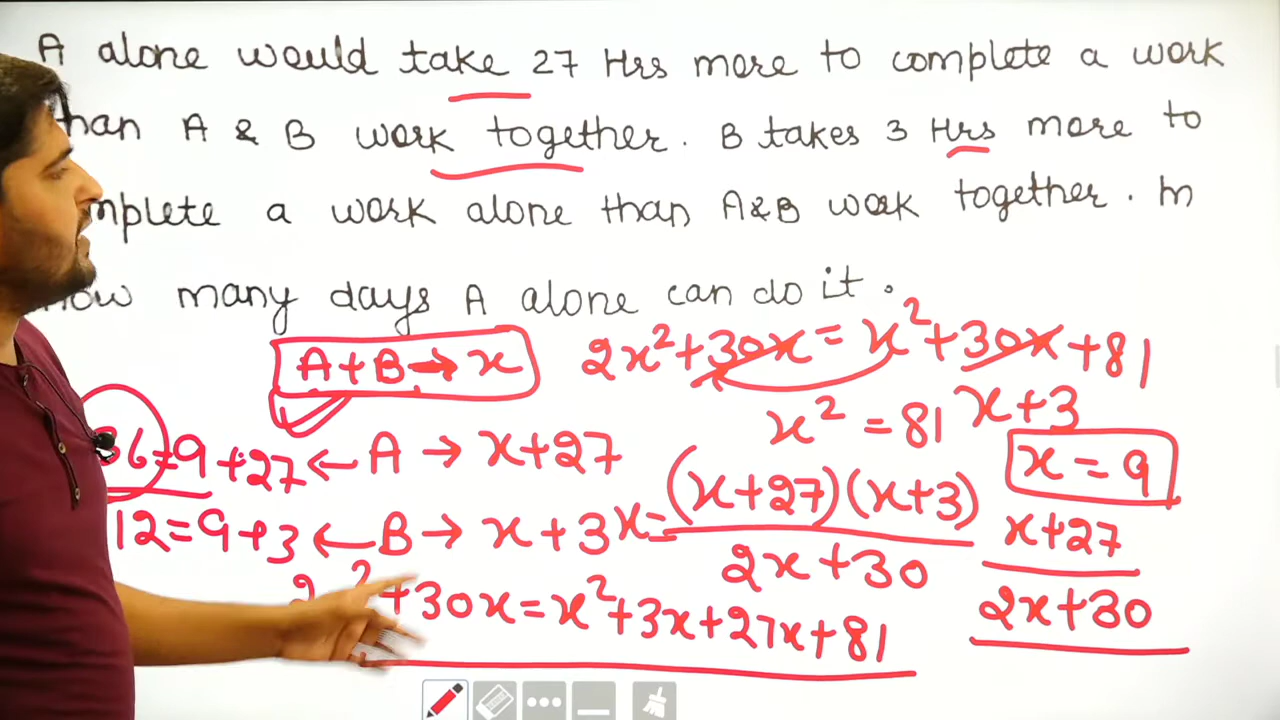 A alone would take 27 Hrs more to complete a work
than A & B work together. B takes 3 Hrs more to
mplete a work alone than A&B work together. In
how many days A alone can do it.
A+B → x
2x²+30x = x²+30x+81
x² = 81
x+3
36=9+27 ← A → x+27
x = 9
12=9+3 ← B → x+3
x = (x+27)(x+3)
2x+30
x+27
2x+30
2x²+30x=x²+3x+27x+81